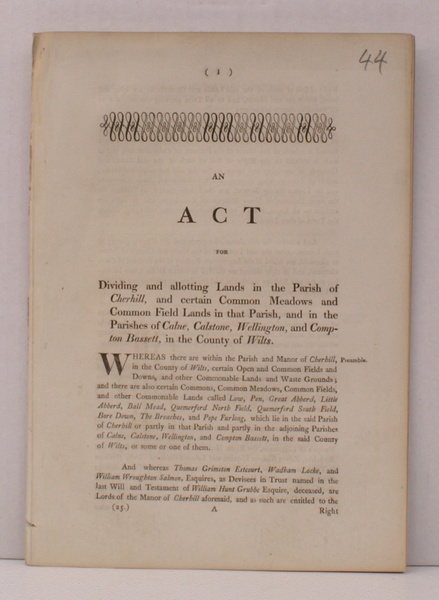 44
( 1 )
AN
ACT
FOR
Dividing and allotting Lands in the Parish of
Cherhill, and certain Common Meadows and
Common Field Lands in that Parish, and in the
Parishes of Calne, Calstone, Wellington, and Comp-
ton Bassett, in the County of Wilts.
WHEREAS there are within the Parish and Manor of Cherhill, Preamble.
in the County of Wilts, certain Open and Common Fields and
Downs, and other Commonable Lands and Waste Grounds;
and there are also certain Commons, Common Meadows, Common Fields,
and other Commonable Lands called Low, Pen, Great Abberd, Little
Abberd, Ball Mead, Quemerford North Field, Quemerford South Field,
Bere Down, The Breaches, and Pope Furlong, which lie in the said Parish
of Cherhill or partly in that Parish and partly in the adjoining Parishes
of Calne, Calstone, Wellington, and Compton Bassett, in the said County
of Wilts, or some or one of them.
And whereas Thomas Grimston Estcourt, Wadham Locke, and
William Wroughton Salmon, Esquires, as Devisees in Trust named in the
last Will and Testament of William Hunt Grubbe Esquire, deceased, are
Lords of the Manor of Cherhill aforesaid, and as such are entitled to the
(25.) A Right